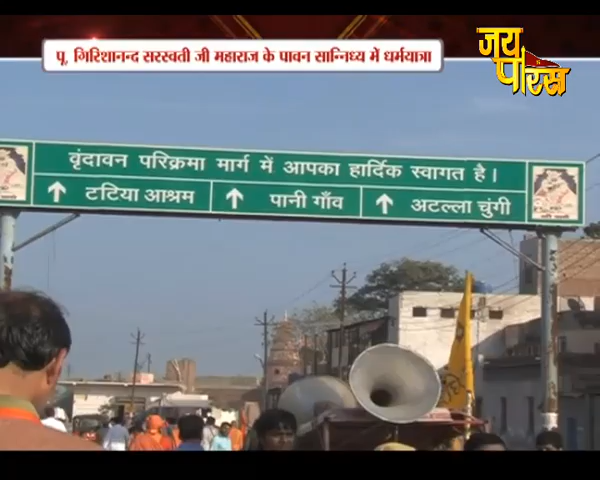 पू. गिरिशानन्द सरस्वती जी महाराज के पावन सान्निध्य में धर्मयात्रा
जय
पारस
वृंदावन परिक्रमा मार्ग में आपका हार्दिक स्वागत है।
टटिया आश्रम पानी गाँव अटल्ला चुंगी